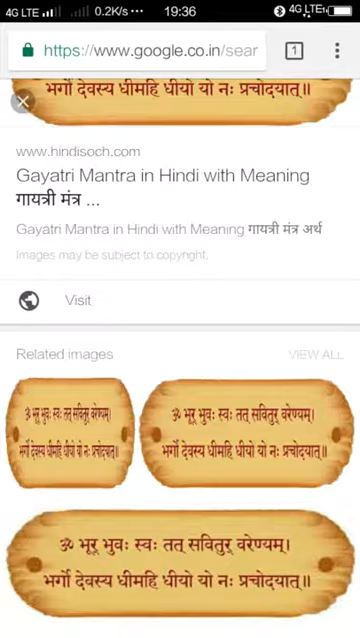 4G LTE 0.2K/s ••• 19:36 4G LTE
https://www.google.co.in/sear 1
भर्गो देवस्य धीमहि धीयो यो नः प्रचोदयात्॥
www.hindisoch.com
Gayatri Mantra in Hindi with Meaning
गायत्री मंत्र ...
Gayatri Mantra in Hindi with Meaning गायत्री मंत्र अर्थ
Images may be subject to copyright.
Visit
Related images VIEW ALL
ॐ भूर् भुवः स्वः तत् सवितुर् वरेण्यम्।
भर्गो देवस्य धीमहि धीयो यो नः प्रचोदयात्॥
ॐ भूर् भुवः स्वः तत् सवितुर् वरेण्यम्।
भर्गो देवस्य धीमहि धीयो यो नः प्रचोदयात्॥
ॐ भूर् भुवः स्वः तत् सवितुर् वरेण्यम्।
भर्गो देवस्य धीमहि धीयो यो नः प्रचोदयात्॥